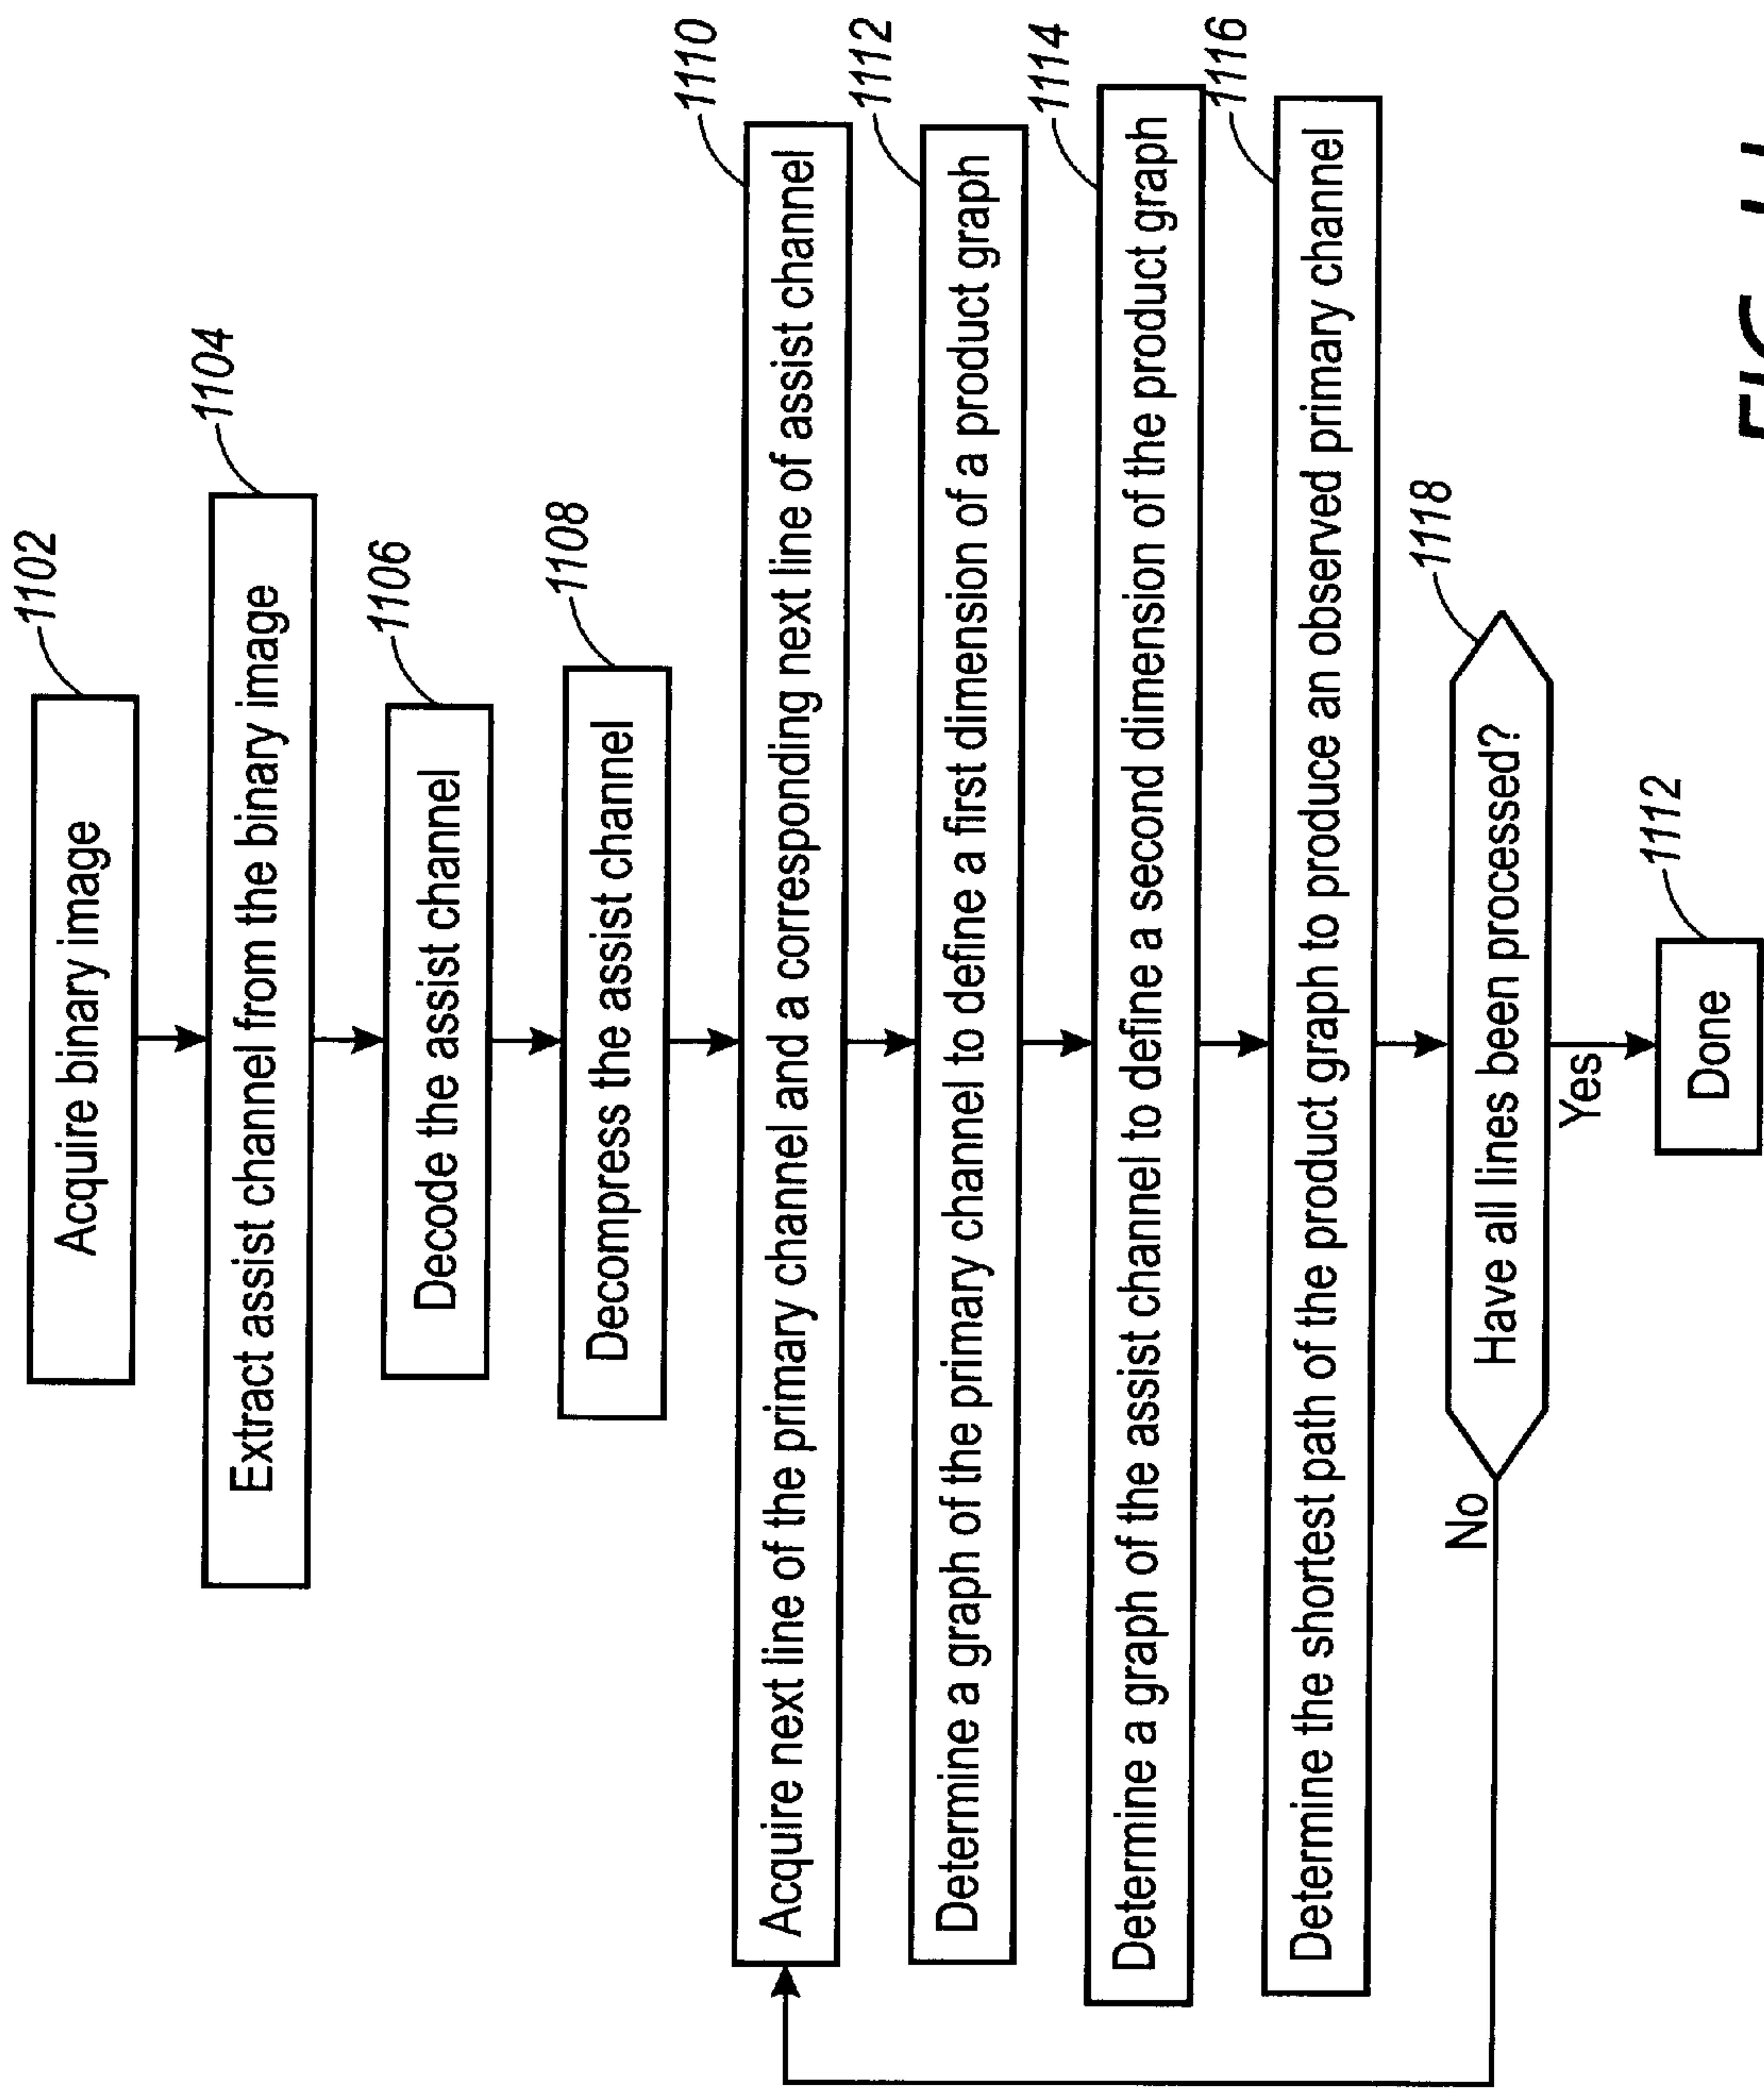 1102
Acquire binary image
1104
Extract assist channel from the binary image
1106
Decode the assist channel
1108
Decompress the assist channel
1110
Acquire next line of the primary channel and a corresponding next line of assist channel
1112
Determine a graph of the primary channel to define a first dimension of a product graph
1114
Determine a graph of the assist channel to define a second dimension of the product graph
1116
Determine the shortest path of the product graph to produce an observed primary channel
1118
Have all lines been processed?
No
Yes
1112
Done